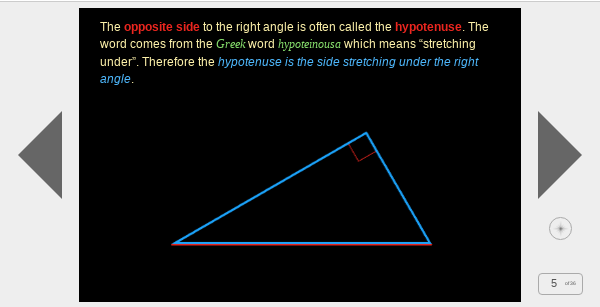 The opposite side to the right angle is often called the hypotenuse. The
word comes from the Greek word hypoteinousa which means “stretching
under”. Therefore the hypotenuse is the side stretching under the right
angle.
5 of 36